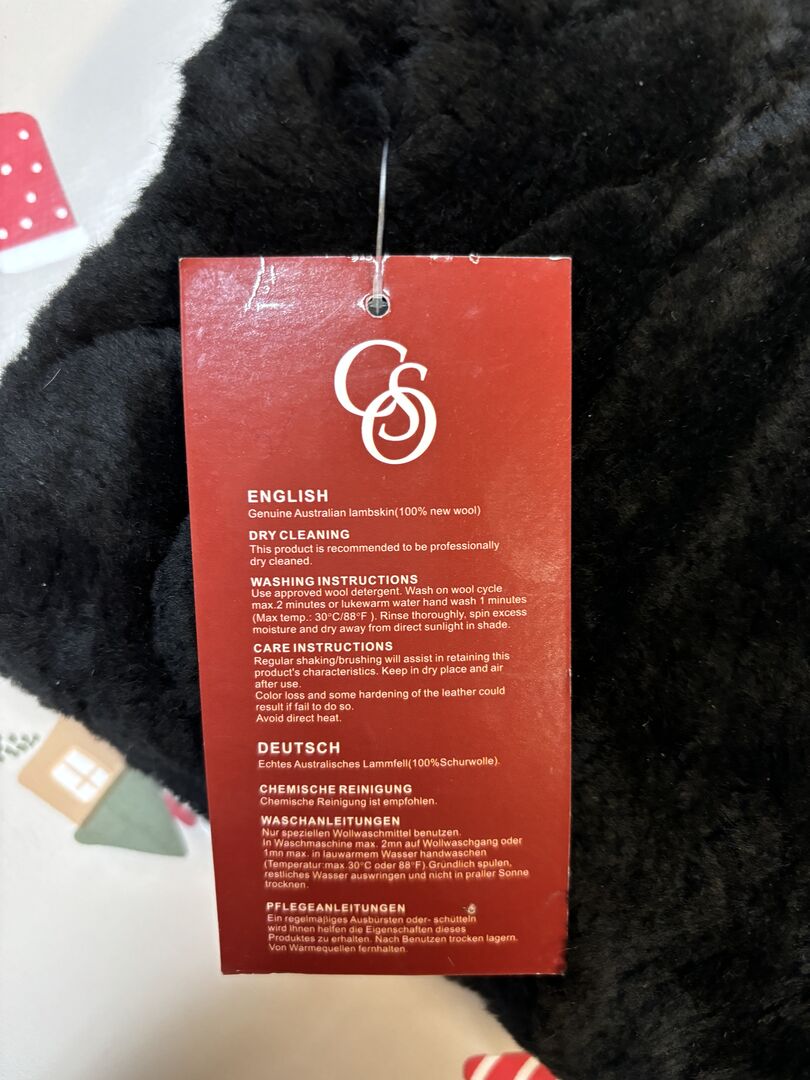 CSO
ENGLISH
Genuine Australian lambskin(100% new wool)
DRY CLEANING
This product is recommended to be professionally
dry cleaned.
WASHING INSTRUCTIONS
Use approved wool detergent. Wash on wool cycle
max.2 minutes or lukewarm water hand wash 1 minutes
(Max temp.: 30°C/88°F ). Rinse thoroughly, spin excess
moisture and dry away from direct sunlight in shade.
CARE INSTRUCTIONS
Regular shaking/brushing will assist in retaining this
product's characteristics. Keep in dry place and air
after use.
Color loss and some hardening of the leather could
result if fail to do so.
Avoid direct heat.
DEUTSCH
Echtes Australisches Lammfell(100%Schurwolle).
CHEMISCHE REINIGUNG
Chemische Reinigung ist empfohlen.
WASCHANLEITUNGEN
Nur speziellen Wollwaschmittel benutzen.
In Waschmaschine max. 2mn auf Wollwaschgang oder
1mn max. in lauwarmem Wasser handwaschen
(Temperatur:max.30°C oder 88°F).Gründlich spulen,
restliches Wasser auswringen und nicht in praller Sonne
trocknen.
PFLEGEANLEITUNGEN
Ein regelmaßiges Ausbürsten oder- schütteln
wird Ihnen helfen die Eigenschaften dieses
Produktes zu erhalten. Nach Benutzen trocken lagern.
Von Warmequellen fernhalten.